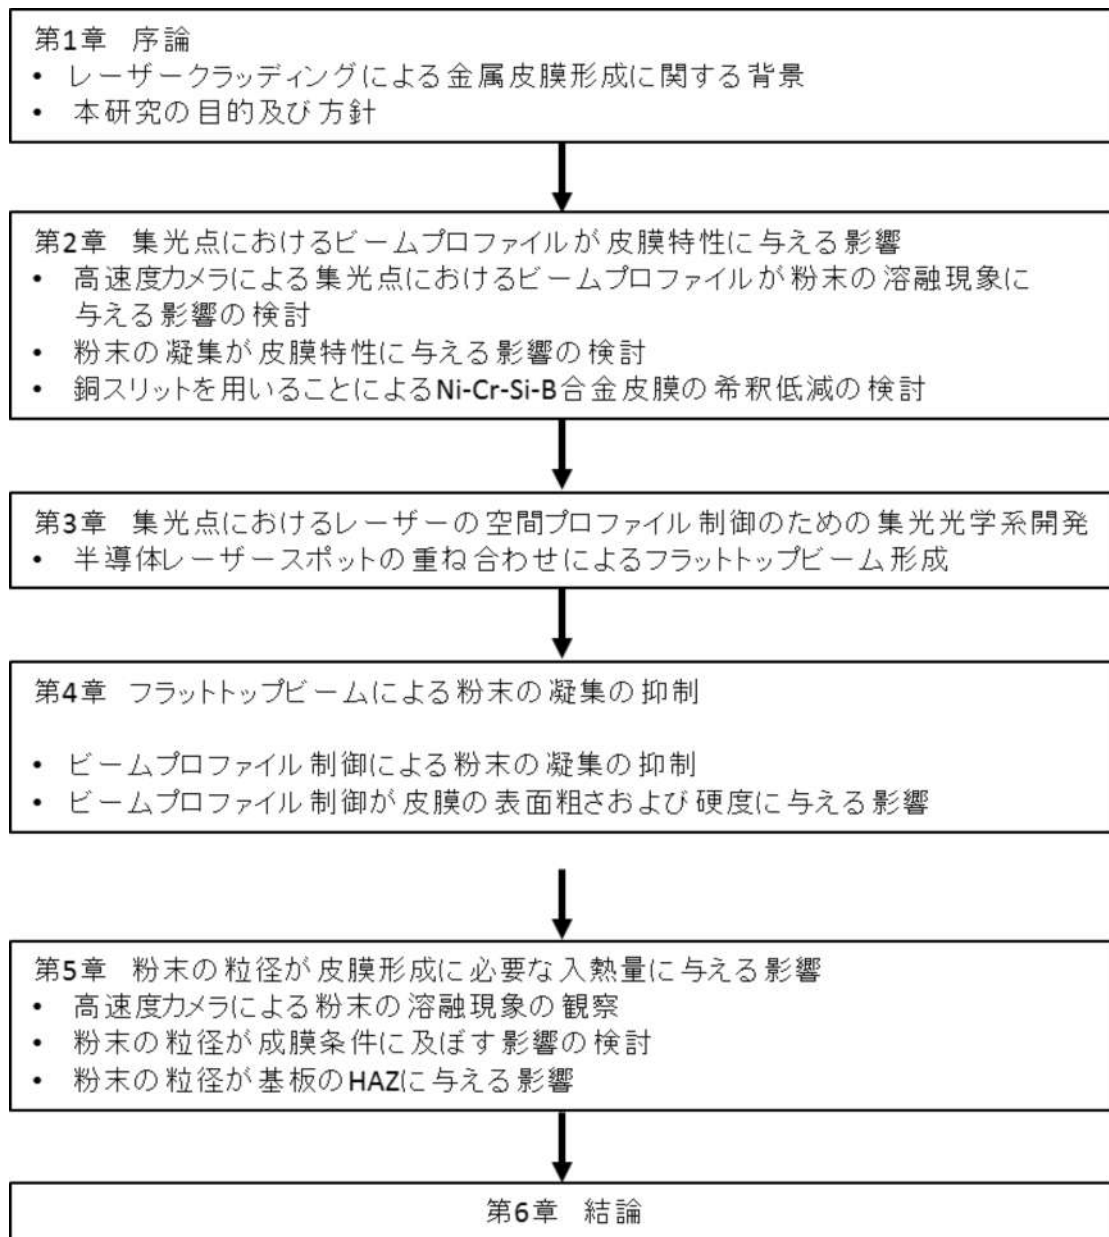 第1章 序論
• レーザークラッディングによる金属皮膜形成に関する背景
• 本研究の目的及び方針
第2章 集光点におけるビームプロファイルが皮膜特性に与える影響
• 高速度カメラによる集光点におけるビームプロファイルが粉末の溶融現象に
与える影響の検討
• 粉末の凝集が皮膜特性に与える影響の検討
• 銅スリットを用いることによるNi-Cr-Si-B合金皮膜の希釈低減の検討
第3章 集光点におけるレーザーの空間プロファイル制御のための集光光学系開発
• 半導体レーザースポットの重ね合わせによるフラットトップビーム形成
第4章 フラットトップビームによる粉末の凝集の抑制
• ビームプロファイル制御による粉末の凝集の抑制
• ビームプロファイル制御が皮膜の表面粗さおよび硬度に与える影響
第5章 粉末の粒径が皮膜形成に必要な入熱量に与える影響
• 高速度カメラによる粉末の溶融現象の観察
• 粉末の粒径が成膜条件に及ぼす影響の検討
• 粉末の粒径が基板のHAZに与える影響
第6章 結論